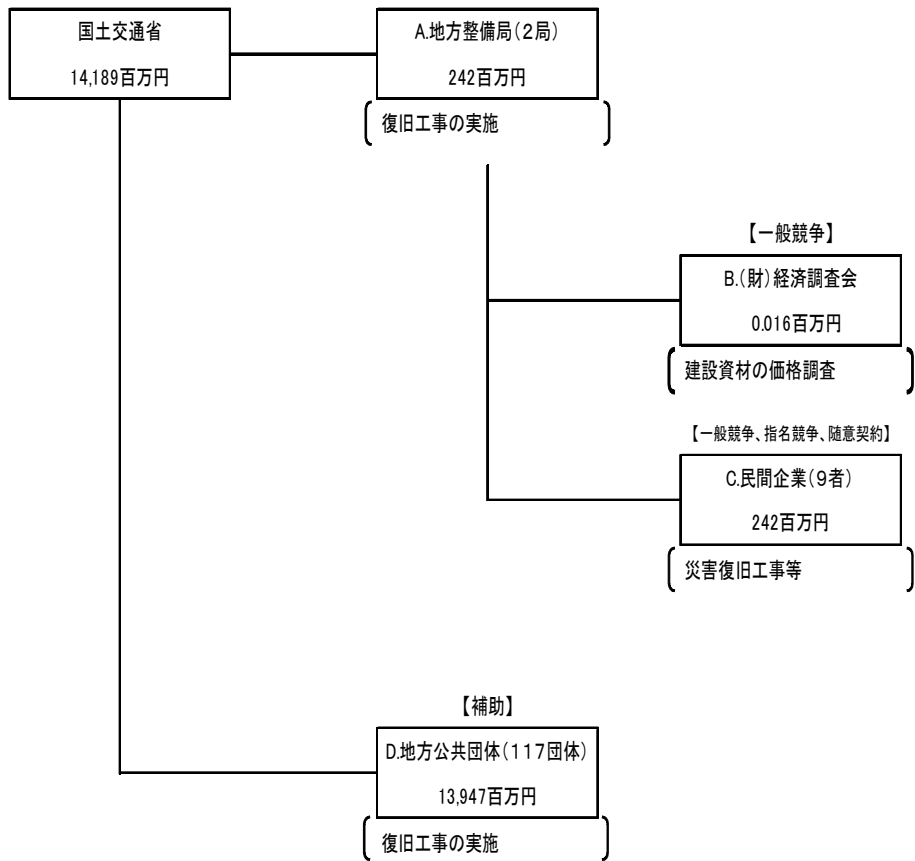 国土交通省
14,189百万円
A.地方整備局(2局)
242百万円
復旧工事の実施
【一般競争】
B.(財)経済調査会
0.016百万円
建設資材の価格調査
【一般競争、指名競争、随意契約】
C.民間企業(9者)
242百万円
災害復旧工事等
【補助】
D.地方公共団体(117団体)
13,947百万円
復旧工事の実施